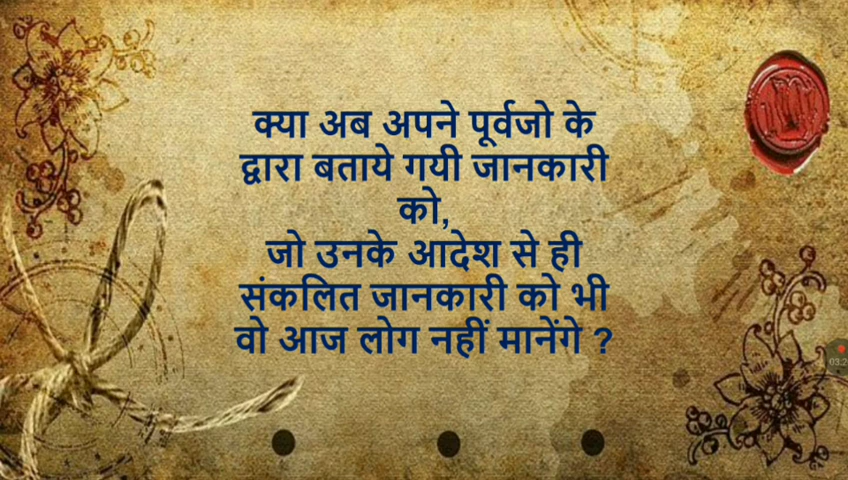 क्या अब अपने पूर्वजो के
द्वारा बताये गयी जानकारी
को,
जो उनके आदेश से ही
संकलित जानकारी को भी
वो आज लोग नहीं मानेंगे ?